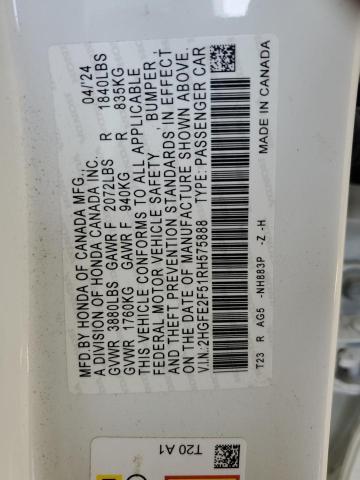 MFD.BY HONDA OF CANADA MFG., 04/'24
A DIVISION OF HONDA CANADA INC.
GVWR 3880LBS GAWR F 2072LBS R 1840LBS
GVWR 1760KG GAWR F 940KG R 835KG
THIS VEHICLE CONFORMS TO ALL APPLICABLE
FEDERAL MOTOR VEHICLE SAFETY BUMPER,
THEFT PREVENTION STANDARDS, IN EFFECT
ON THE DATE OF MANUFACTURE SHOWN ABOVE.
V.I.N.:2HGFE2F51RH575888 TYPE: PASSENGER CAR
T23 R AG5 -NH883P -Z -H MADE IN CANADA
T20 A1